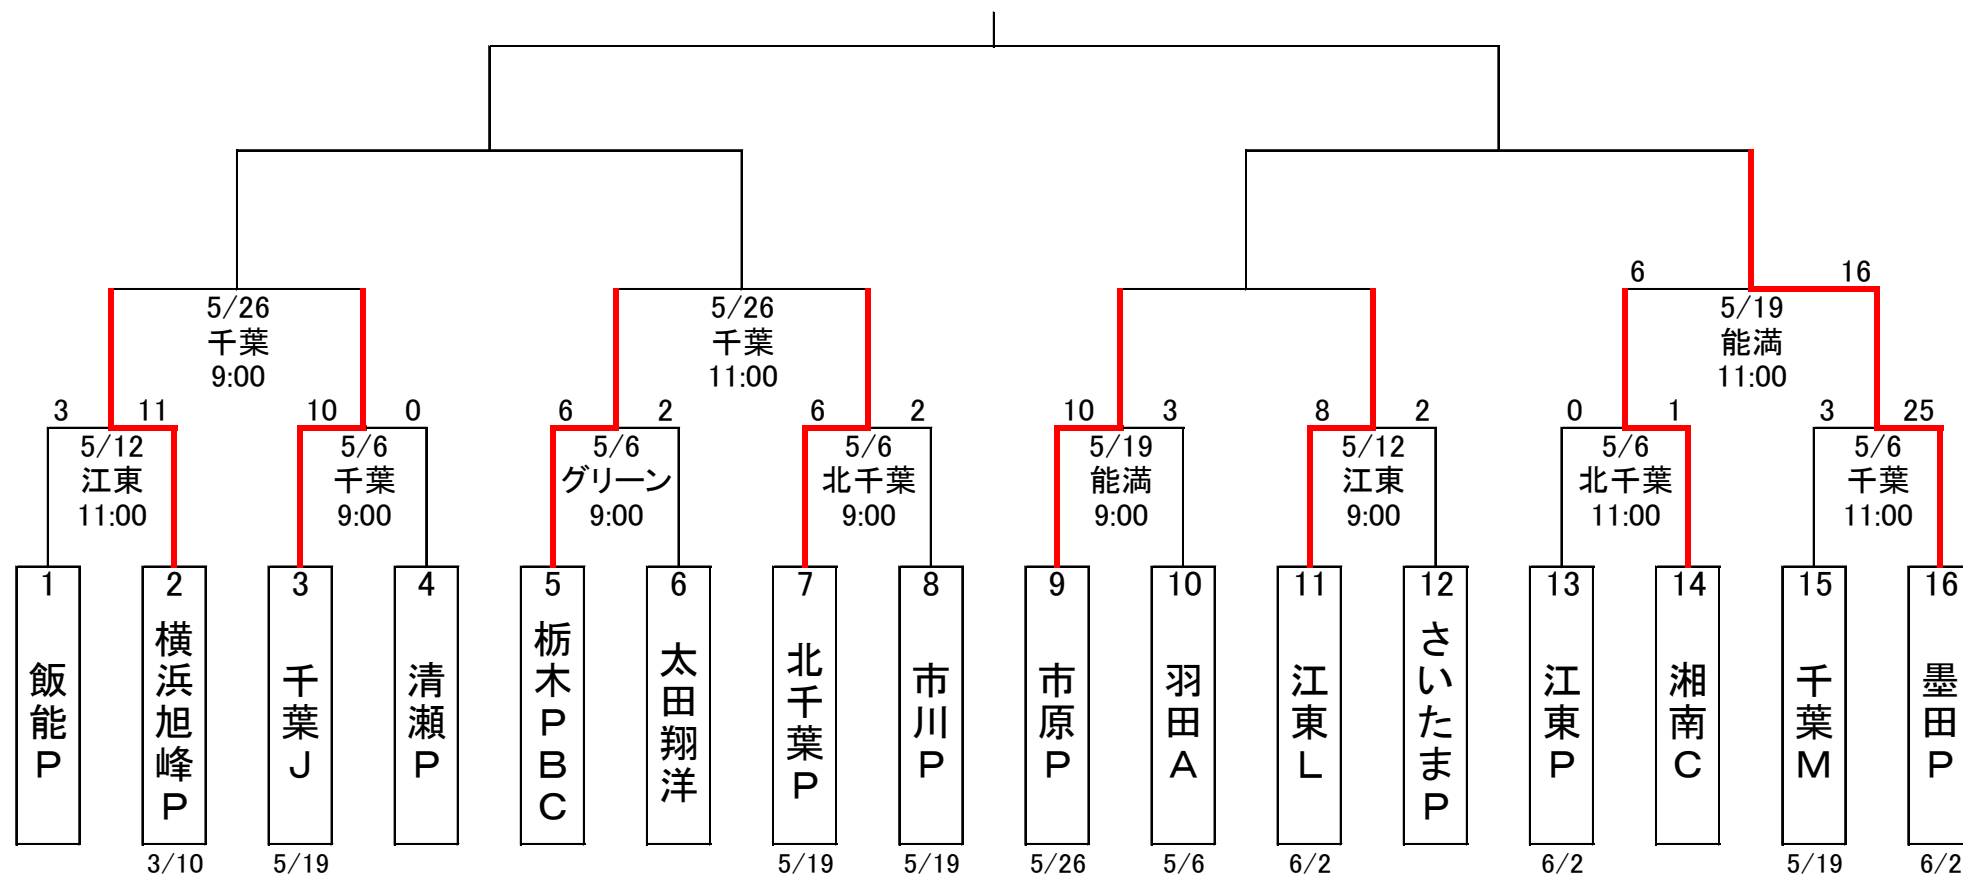 6 16
5/26 5/26 5/19
千葉 千葉 能満
9:00 11:00 11:00
3 11 10 0 6 2 6 2 10 3 8 2 0 1 3 25
5/12 5/6 5/6 5/6 5/19 5/12 5/6 5/6
江東 千葉 グリーン 北千葉 能満 江東 北千葉 千葉
11:00 9:00 9:00 9:00 9:00 9:00 11:00 11:00
1 2 3 4 5 6 7 8 9 10 11 12 13 14 15 16
飯能P
横浜旭峰P
千葉J
清瀬P
栃木PBC
太田翔洋
北千葉P
市川P
市原P
羽田A
江東L
さいたまP
江東P
湘南C
千葉M
墨田P
3/10 5/19 5/19 5/19 5/26 5/6 6/2 6/2 5/19 6/2